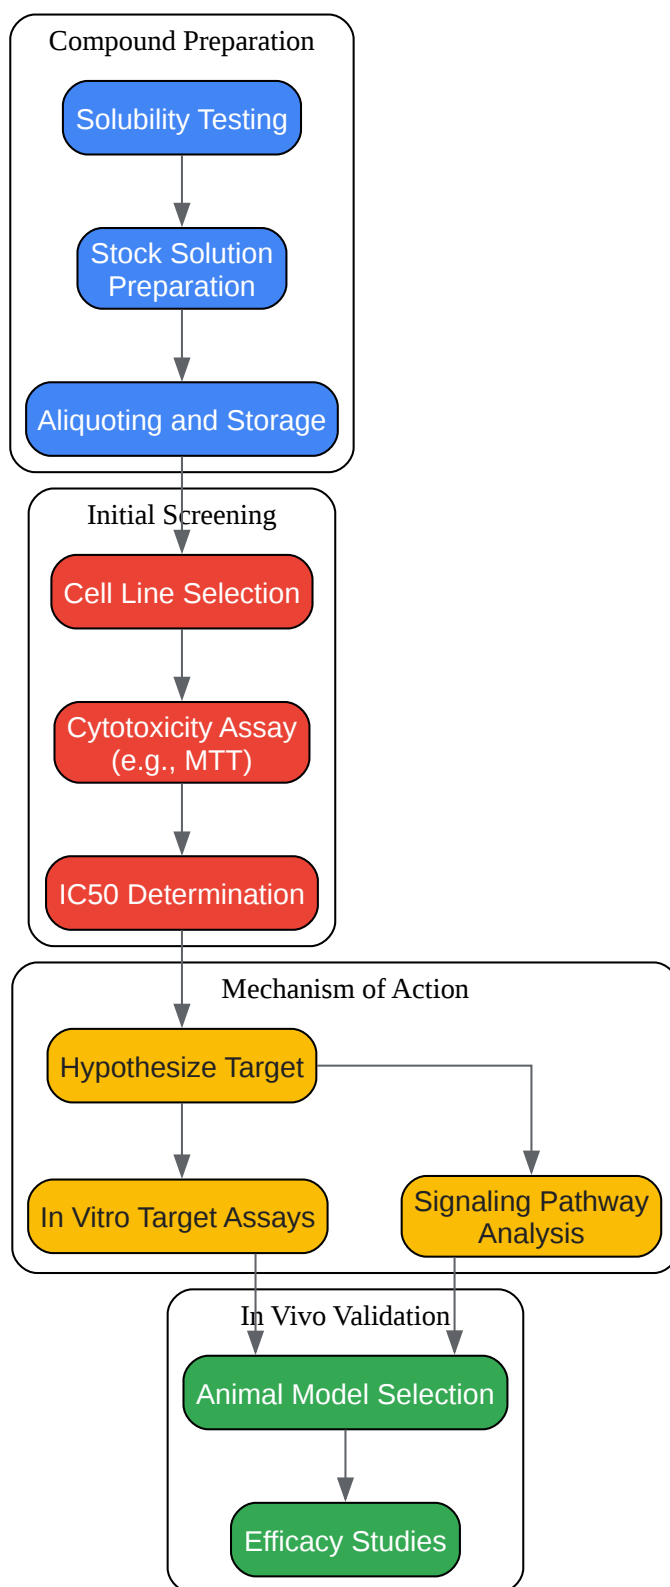 Compound Preparation
Solubility Testing
Stock Solution
Preparation
Aliquoting and Storage
Initial Screening
Cell Line Selection
Cytotoxicity Assay
(e.g., MTT)
IC50 Determination
Mechanism of Action
Hypothesize Target
In Vitro Target Assays
Signaling Pathway
Analysis
In Vivo Validation
Animal Model Selection
Efficacy Studies